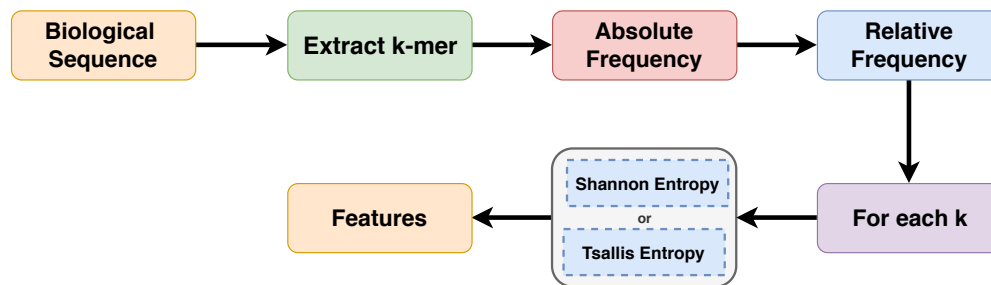 Biological
Sequence
Extract k-mer
Absolute
Frequency
Relative
Frequency
For each k
Shannon Entropy
or
Tsallis Entropy
Features